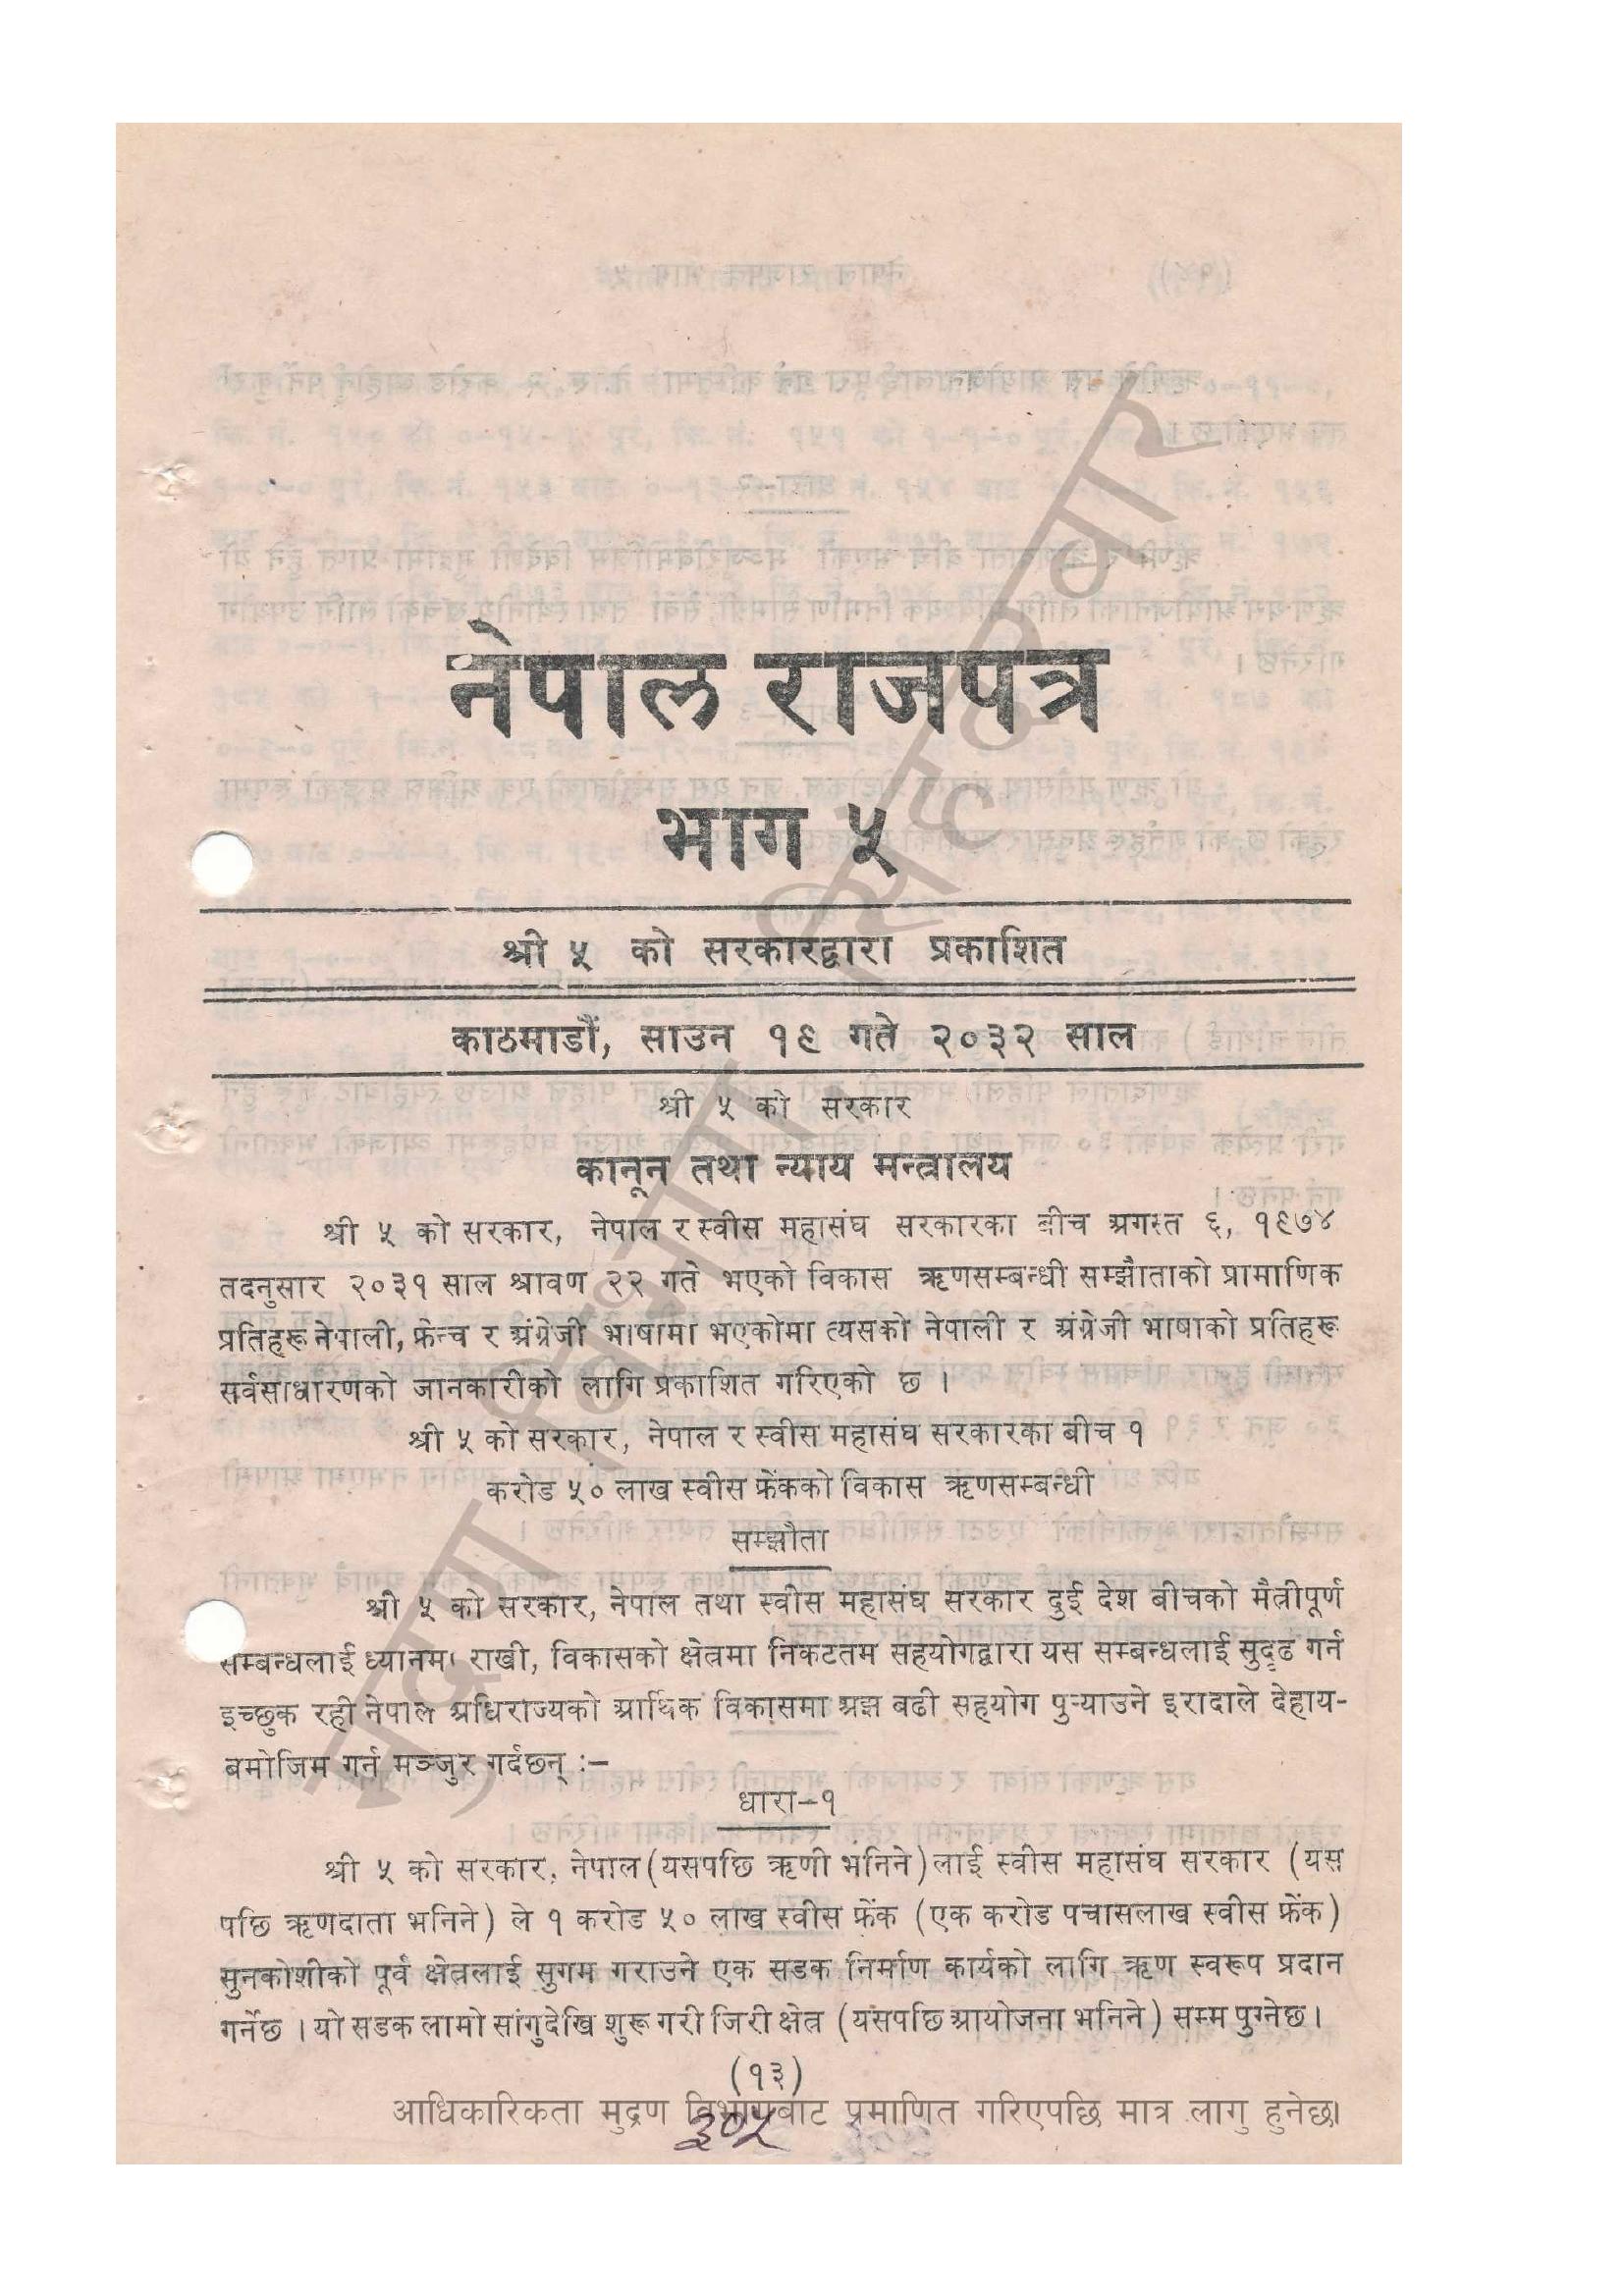 नेपाल राजपत्र
भाग ५
श्री ५ को सरकारद्वारा प्रकाशित
काठमाडौं, साउन १९ गते २०३२ साल
श्री ५ को सरकार
कानून तथा न्याय मन्त्रालय
श्री ५ को सरकार, नेपाल र स्वीस महासंघ सरकारका बीच अगस्त ६, १९७४
तदनुसार २०३१ साल श्रावण २२ गते भएको विकास ऋणसम्बन्धी सम्झौताको प्रामाणिक
प्रतिहरू नेपाली, फ्रेन्च र अंग्रेजी भाषामा भएकोमा त्यसको नेपाली र अंग्रेजी भाषाको प्रतिहरू
सर्वसाधारणको जानकारीको लागि प्रकाशित गरिएको छ ।
श्री ५ को सरकार, नेपाल र स्वीस महासंघ सरकारका बीच १
करोड ५० लाख स्वीस फ्रेंकको विकास ऋणसम्बन्धी
सम्झौता
श्री ५ को सरकार, नेपाल तथा स्वीस महासंघ सरकार दुई देश बीचको मैत्रीपूर्ण
सम्बन्धलाई ध्यानमा राखी, विकासको क्षेत्रमा निकटतम सहयोगद्वारा यस सम्बन्धलाई सुदृढ गर्न
इच्छुक रही नेपाल अधिराज्यको आर्थिक विकासमा अझ बढी सहयोग पुऱ्याउने इरादाले देहाय-
बमोजिम गर्न मञ्जुर गर्दछन् :–
धारा–१
श्री ५ को सरकार, नेपाल (यसपछि ऋणी भनिने) लाई स्वीस महासंघ सरकार (यस
पछि ऋणदाता भनिने) ले १ करोड ५० लाख स्वीस फ्रेंक (एक करोड पचासलाख स्वीस फ्रेंक)
सुनकोशीको पूर्व क्षेत्रलाई सुगम गराउने एक सडक निर्माण कार्यको लागि ऋण स्वरूप प्रदान
गर्नेछ । यो सडक लामो सांगुदेखि शुरू गरी जिरी क्षेत्र (यसपछि आयोजना भनिने) सम्म पुग्नेछ ।
(१३)
आधिकारिकता मुद्रण विभागबाट प्रमाणित गरिएपछि मात्र लागु हुनेछ।
३०५